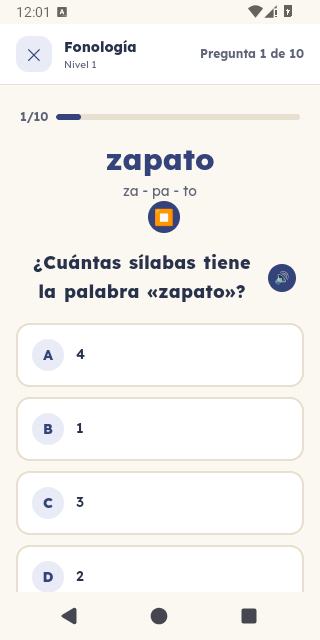 12:01
Fonología
Nivel 1
Pregunta 1 de 10
1/10
zapato
za - pa - to
¿Cuántas sílabas tiene
la palabra «zapato»?
A 4
B 1
C 3
D 2